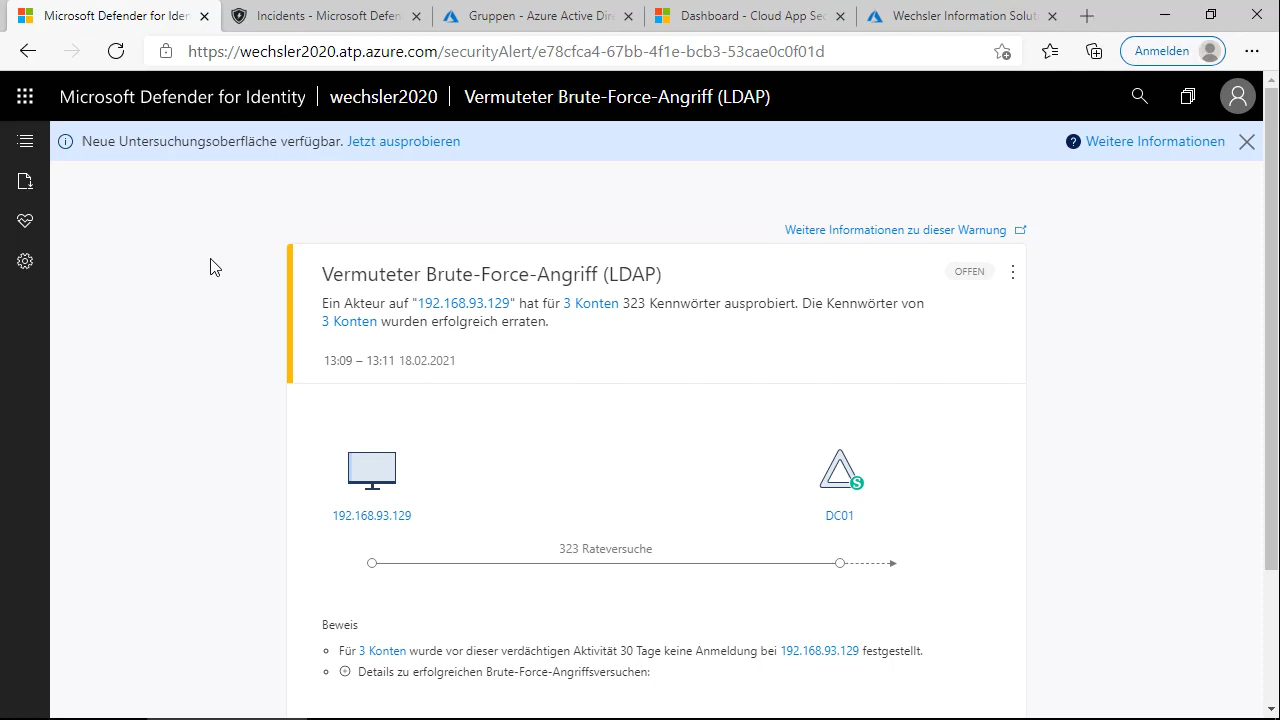 Microsoft Defender for Iden
Incidents - Microsoft Defen
Gruppen - Azure Active Dire
Dashboard - Cloud App Sec
Wechsler Information Soluti
https://wechsler2020.atp.azure.com/securityAlert/e78cfca4-67bb-4f1e-bcb3-53cae0c0f01d
Anmelden
Microsoft Defender for Identity
wechsler2020
Vermuteter Brute-Force-Angriff (LDAP)
Neue Untersuchungsoberfläche verfügbar. Jetzt ausprobieren
Weitere Informationen
Weitere Informationen zu dieser Warnung
Vermuteter Brute-Force-Angriff (LDAP)
OFFEN
Ein Akteur auf "192.168.93.129" hat für 3 Konten 323 Kennwörter ausprobiert. Die Kennwörter von
3 Konten wurden erfolgreich erraten.
13:09 – 13:11 18.02.2021
S
192.168.93.129
DC01
323 Rateversuche
Beweis
Für 3 Konten wurde vor dieser verdächtigen Aktivität 30 Tage keine Anmeldung bei 192.168.93.129 festgestellt.
Details zu erfolgreichen Brute-Force-Angriffsversuchen: